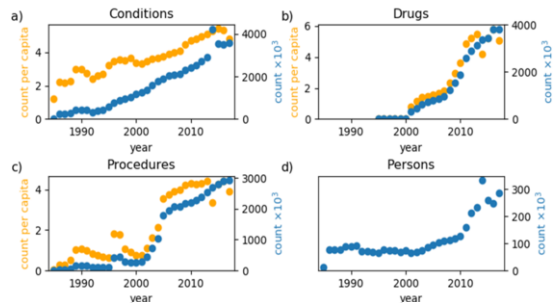 a) Conditions
count per capita
0 2 4
1990 2000 2010
year
0 2000 4000
count ×10³
b) Drugs
0 2 4 6
1990 2000 2010
year
0 2000 4000
count ×10³
c) Procedures
count per capita
0 2 4
1990 2000 2010
year
0 1000 2000 3000
count ×10³
d) Persons
1990 2000 2010
year
0 100 200 300
count ×10³